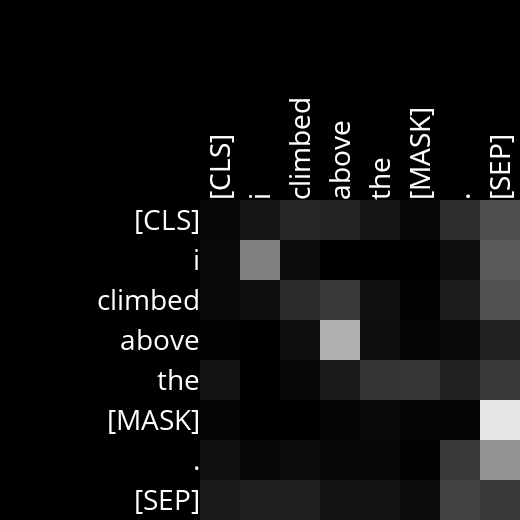 [CLS] i climbed above the [MASK] . [SEP]
[CLS]
i
climbed
above
the
[MASK]
.
[SEP]